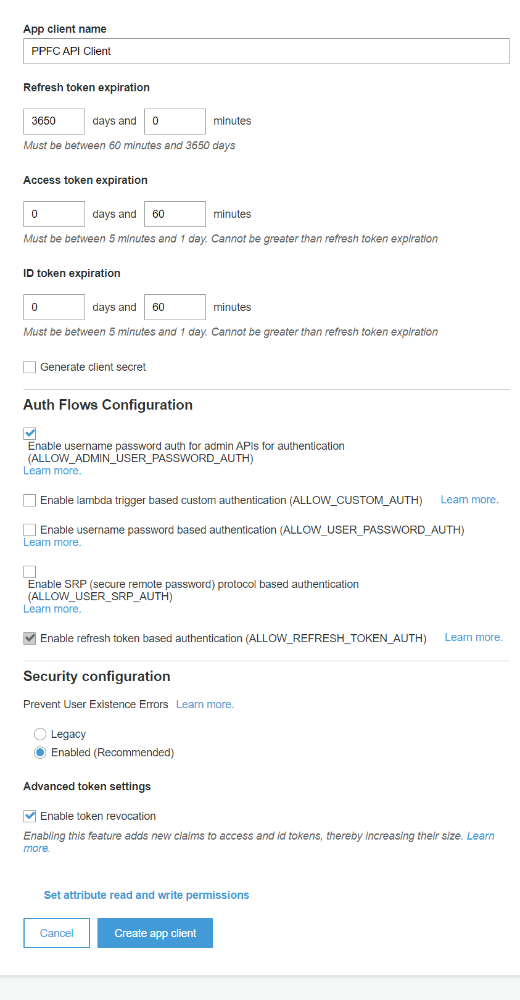 App client name
PPFC API Client
Refresh token expiration
3650 days and 0 minutes
Must be between 60 minutes and 3650 days
Access token expiration
0 days and 60 minutes
Must be between 5 minutes and 1 day. Cannot be greater than refresh token expiration
ID token expiration
0 days and 60 minutes
Must be between 5 minutes and 1 day. Cannot be greater than refresh token expiration
Generate client secret
Auth Flows Configuration
Enable username password auth for admin APIs for authentication
(ALLOW_ADMIN_USER_PASSWORD_AUTH)
Learn more.
Enable lambda trigger based custom authentication (ALLOW_CUSTOM_AUTH) Learn more.
Enable username password based authentication (ALLOW_USER_PASSWORD_AUTH)
Learn more.
Enable SRP (secure remote password) protocol based authentication
(ALLOW_USER_SRP_AUTH)
Learn more.
Enable refresh token based authentication (ALLOW_REFRESH_TOKEN_AUTH) Learn more.
Security configuration
Prevent User Existence Errors Learn more.
Legacy
Enabled (Recommended)
Advanced token settings
Enable token revocation
Enabling this feature adds new claims to access and id tokens, thereby increasing their size. Learn
more.
Set attribute read and write permissions
Cancel Create app client